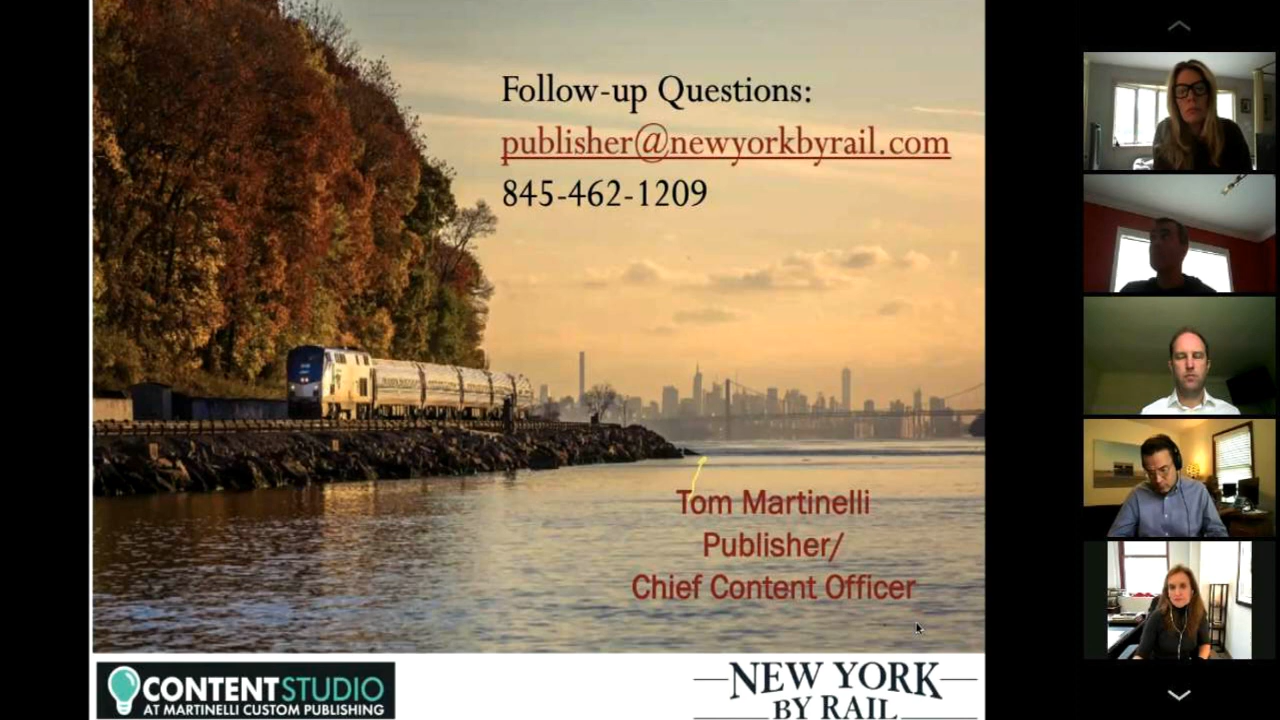 Follow-up Questions:
publisher@newyorkbyrail.com
845-462-1209
Tom Martinelli
Publisher/
Chief Content Officer
CONTENTSTUDIO
AT MARTINELLI CUSTOM PUBLISHING
NEW YORK
BY RAIL